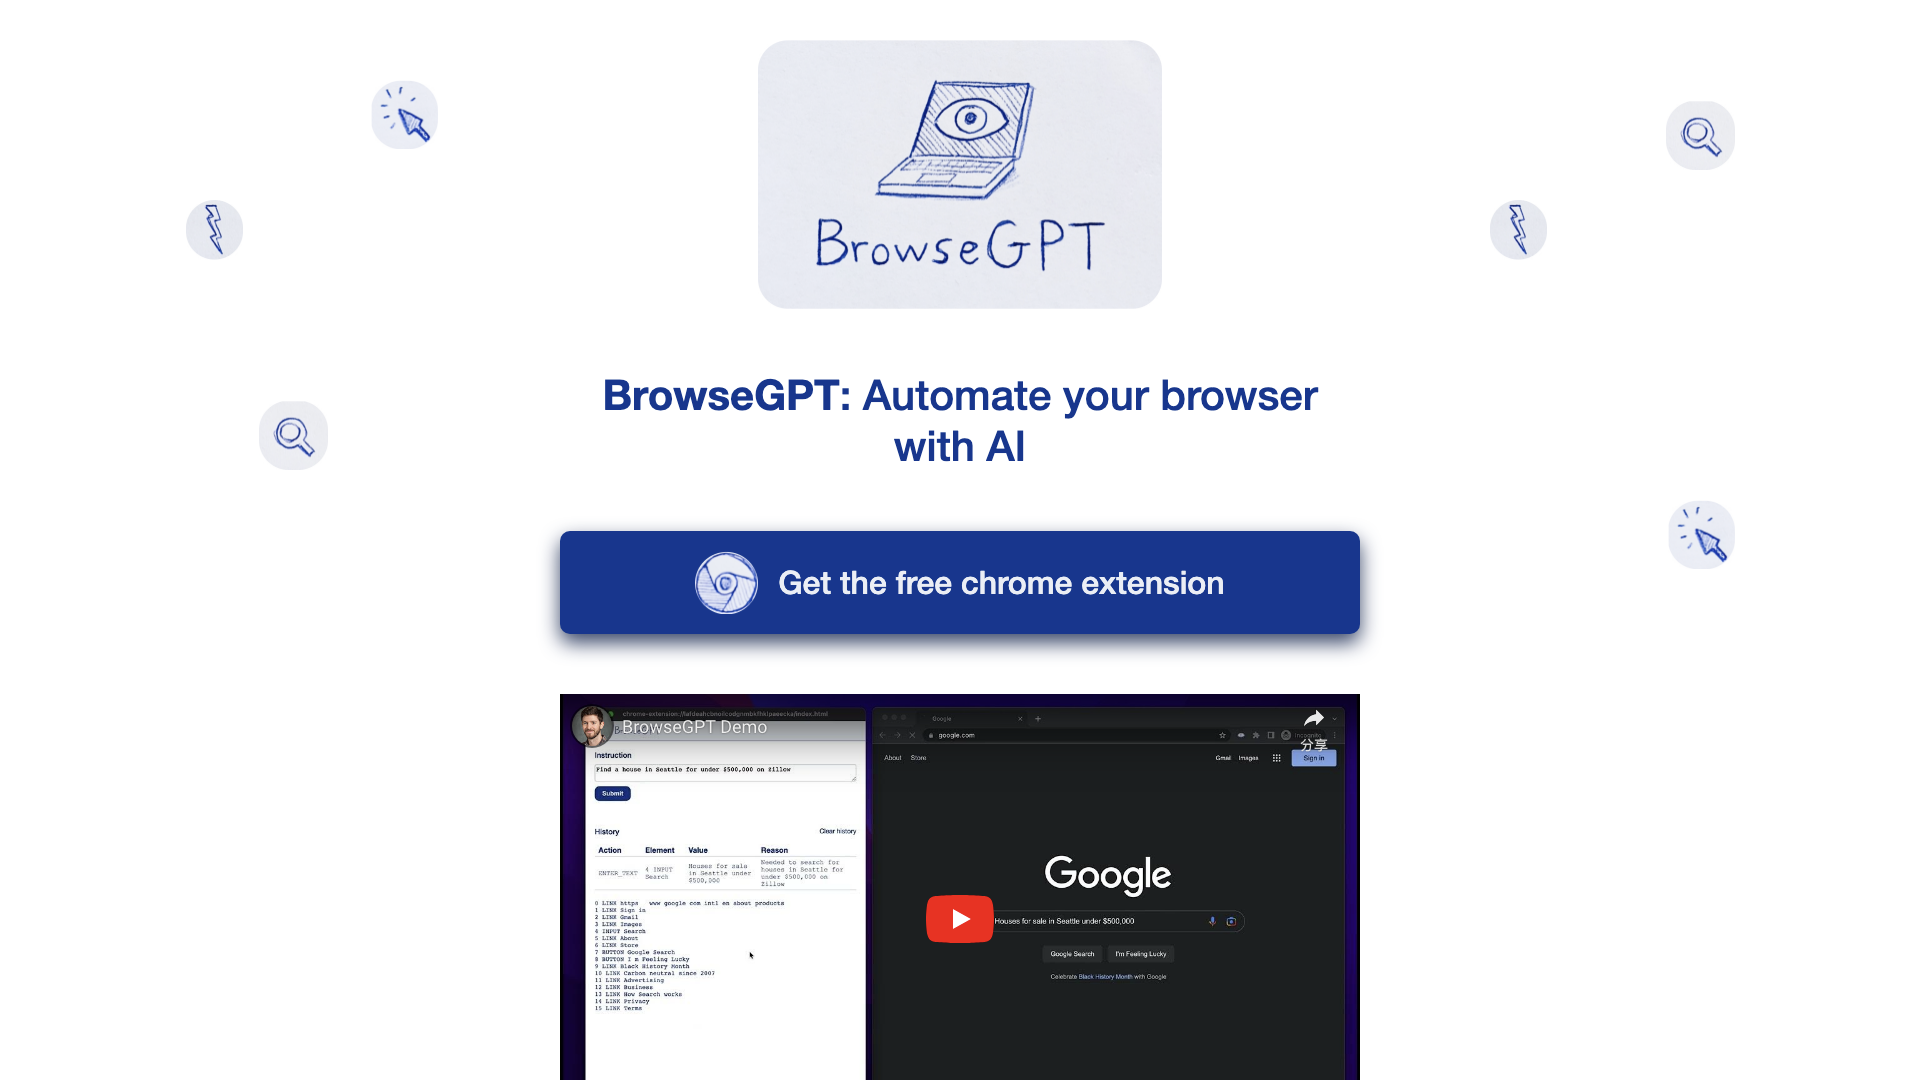 BrowseGPT
BrowseGPT: Automate your browser
with AI
Get the free chrome extension
BrowseGPT Demo
Instruction
Find a house in Seattle for under $500,000 on Zillow
Submit
History
Clear history
Action Element Value Reason
ENTER_TEXT
4 INPUT
Search
Houses for sale
in Seattle under
$500,000
Needed to search for
houses in Seattle for
under $500,000 on
Zillow
0 LINK https www google com intl en about products
1 LINK Sign in
2 LINK Gmail
3 LINK Images
4 INPUT Search
5 LINK About
6 LINK Store
7 BUTTON Google Search
8 BUTTON I m Feeling Lucky
9 LINK Black History Month
10 LINK Carbon neutral since 2007
11 LINK Advertising
12 LINK Business
13 LINK How Search works
14 LINK Privacy
15 LINK Terms
Google
google.com
Incognito
分享
About Store
Gmail Images
Sign in
Google
Houses for sale in Seattle under $500,000
Google Search
I'm Feeling Lucky
Celebrate Black History Month with Google